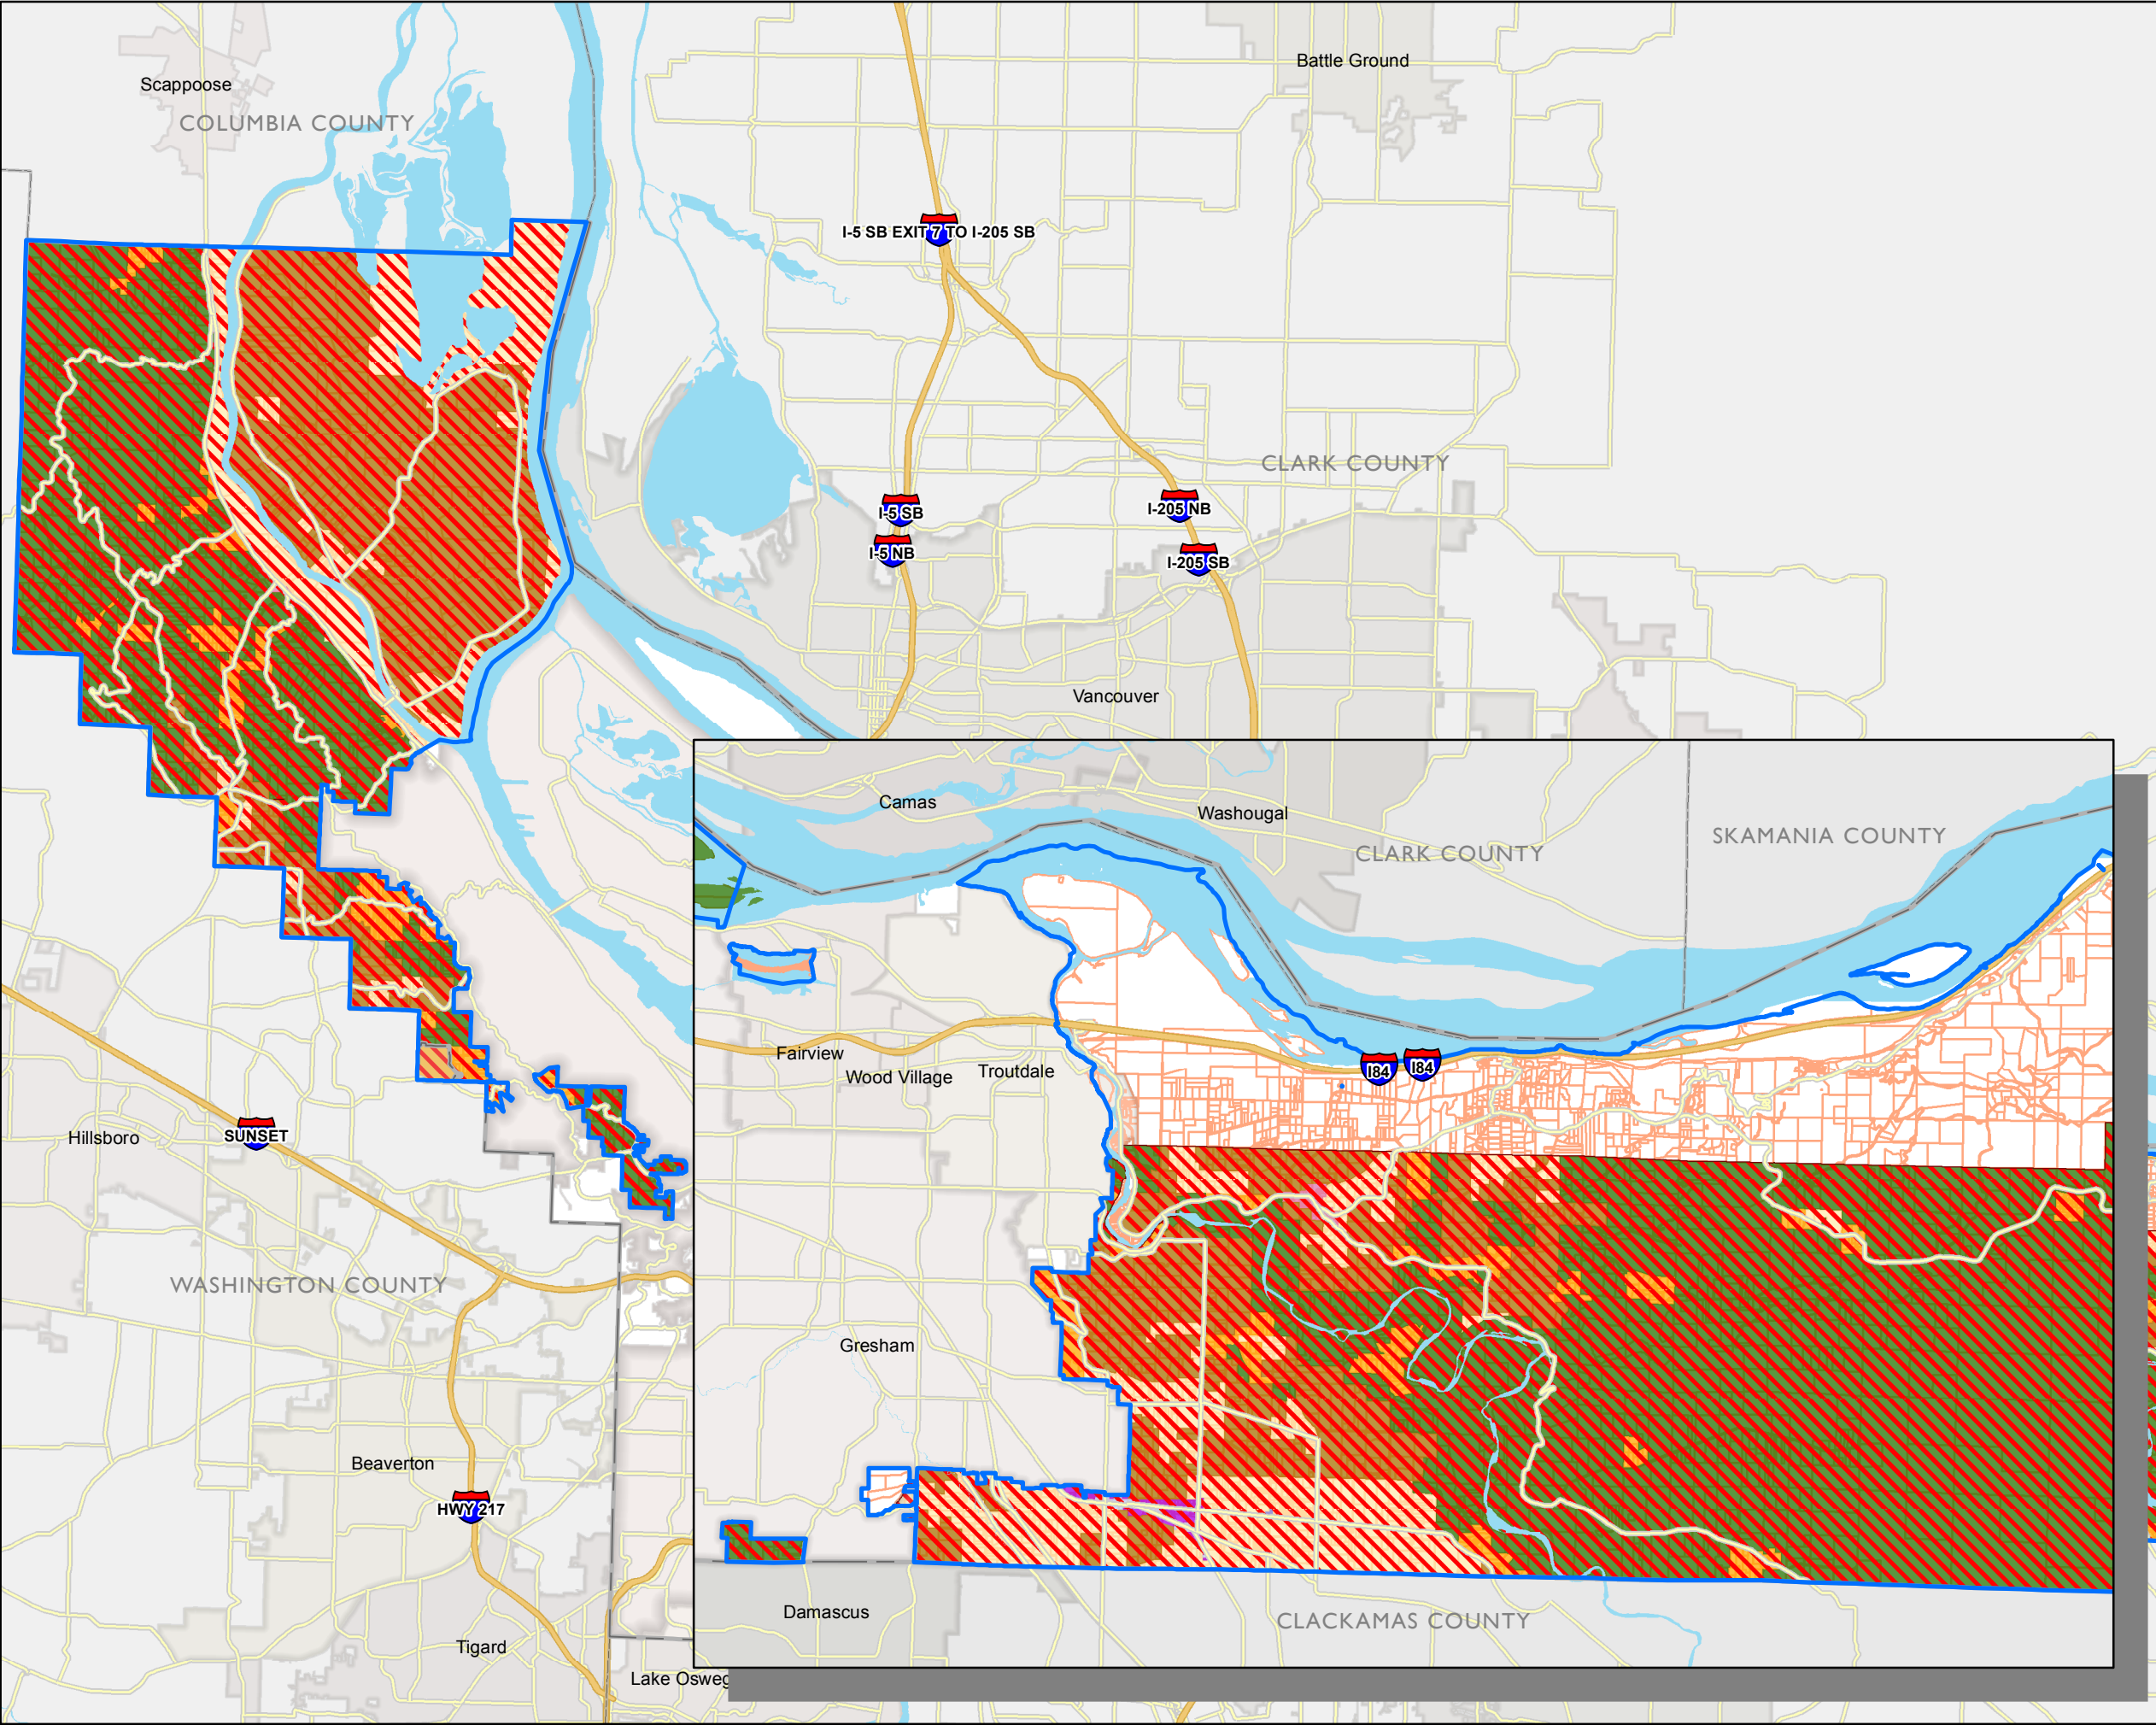 Battle Ground
Scappoose
COLUMBIA COUNTY
I-5 SB EXIT 7 TO I-205 SB
CLARK COUNTY
I-5 SB
I-205 NB
I-5 NB
I-205 SB
Vancouver
Camas
Washougal
CLARK COUNTY
SKAMANIA COUNTY
Fairview
Wood Village
Troutdale
I84
I84
Hillsboro
SUNSET
WASHINGTON COUNTY
Gresham
Beaverton
HWY 217
Damascus
CLACKAMAS COUNTY
Tigard
Lake Osweg